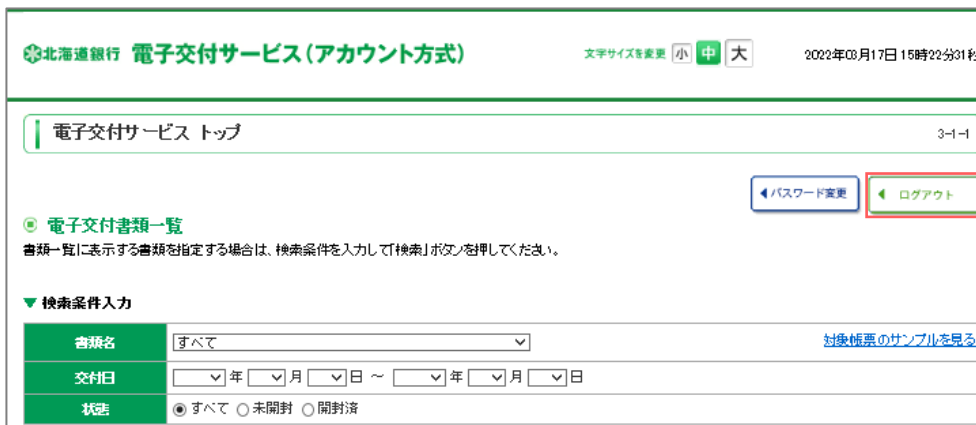 北海道銀行 電子交付サービス(アカウント方式) 文字サイズを変更 小 中 大 2022年03月17日 15時22分31秒
電子交付サービス トップ 3-1-1
パスワード変更 ログアウト
電子交付書類一覧
書類一覧に表示する書類を指定する場合は、検索条件を入力して「検索」ボタンを押してください。
▼ 検索条件入力
書類名 すべて 対象帳票のサンプルを見る
交付日 年 月 日 ~ 年 月 日
状態 すべて 未開封 開封済